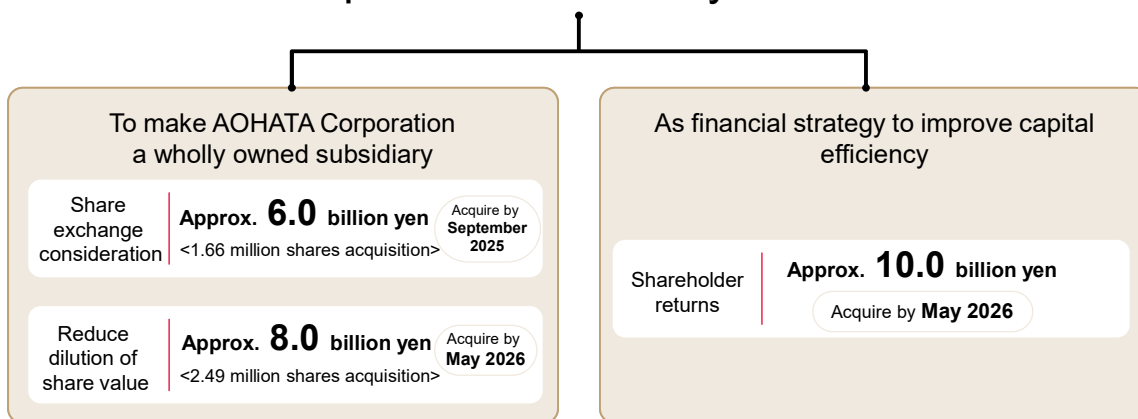 To make AOHATA Corporation
a wholly owned subsidiary
Share
exchange
consideration
Approx. 6.0 billion yen
<1.66 million shares acquisition>
Acquire by
September
2025
Reduce
dilution of
share value
Approx. 8.0 billion yen
<2.49 million shares acquisition>
Acquire by
May 2026
As financial strategy to improve capital
efficiency
Shareholder
returns
Approx. 10.0 billion yen
Acquire by May 2026